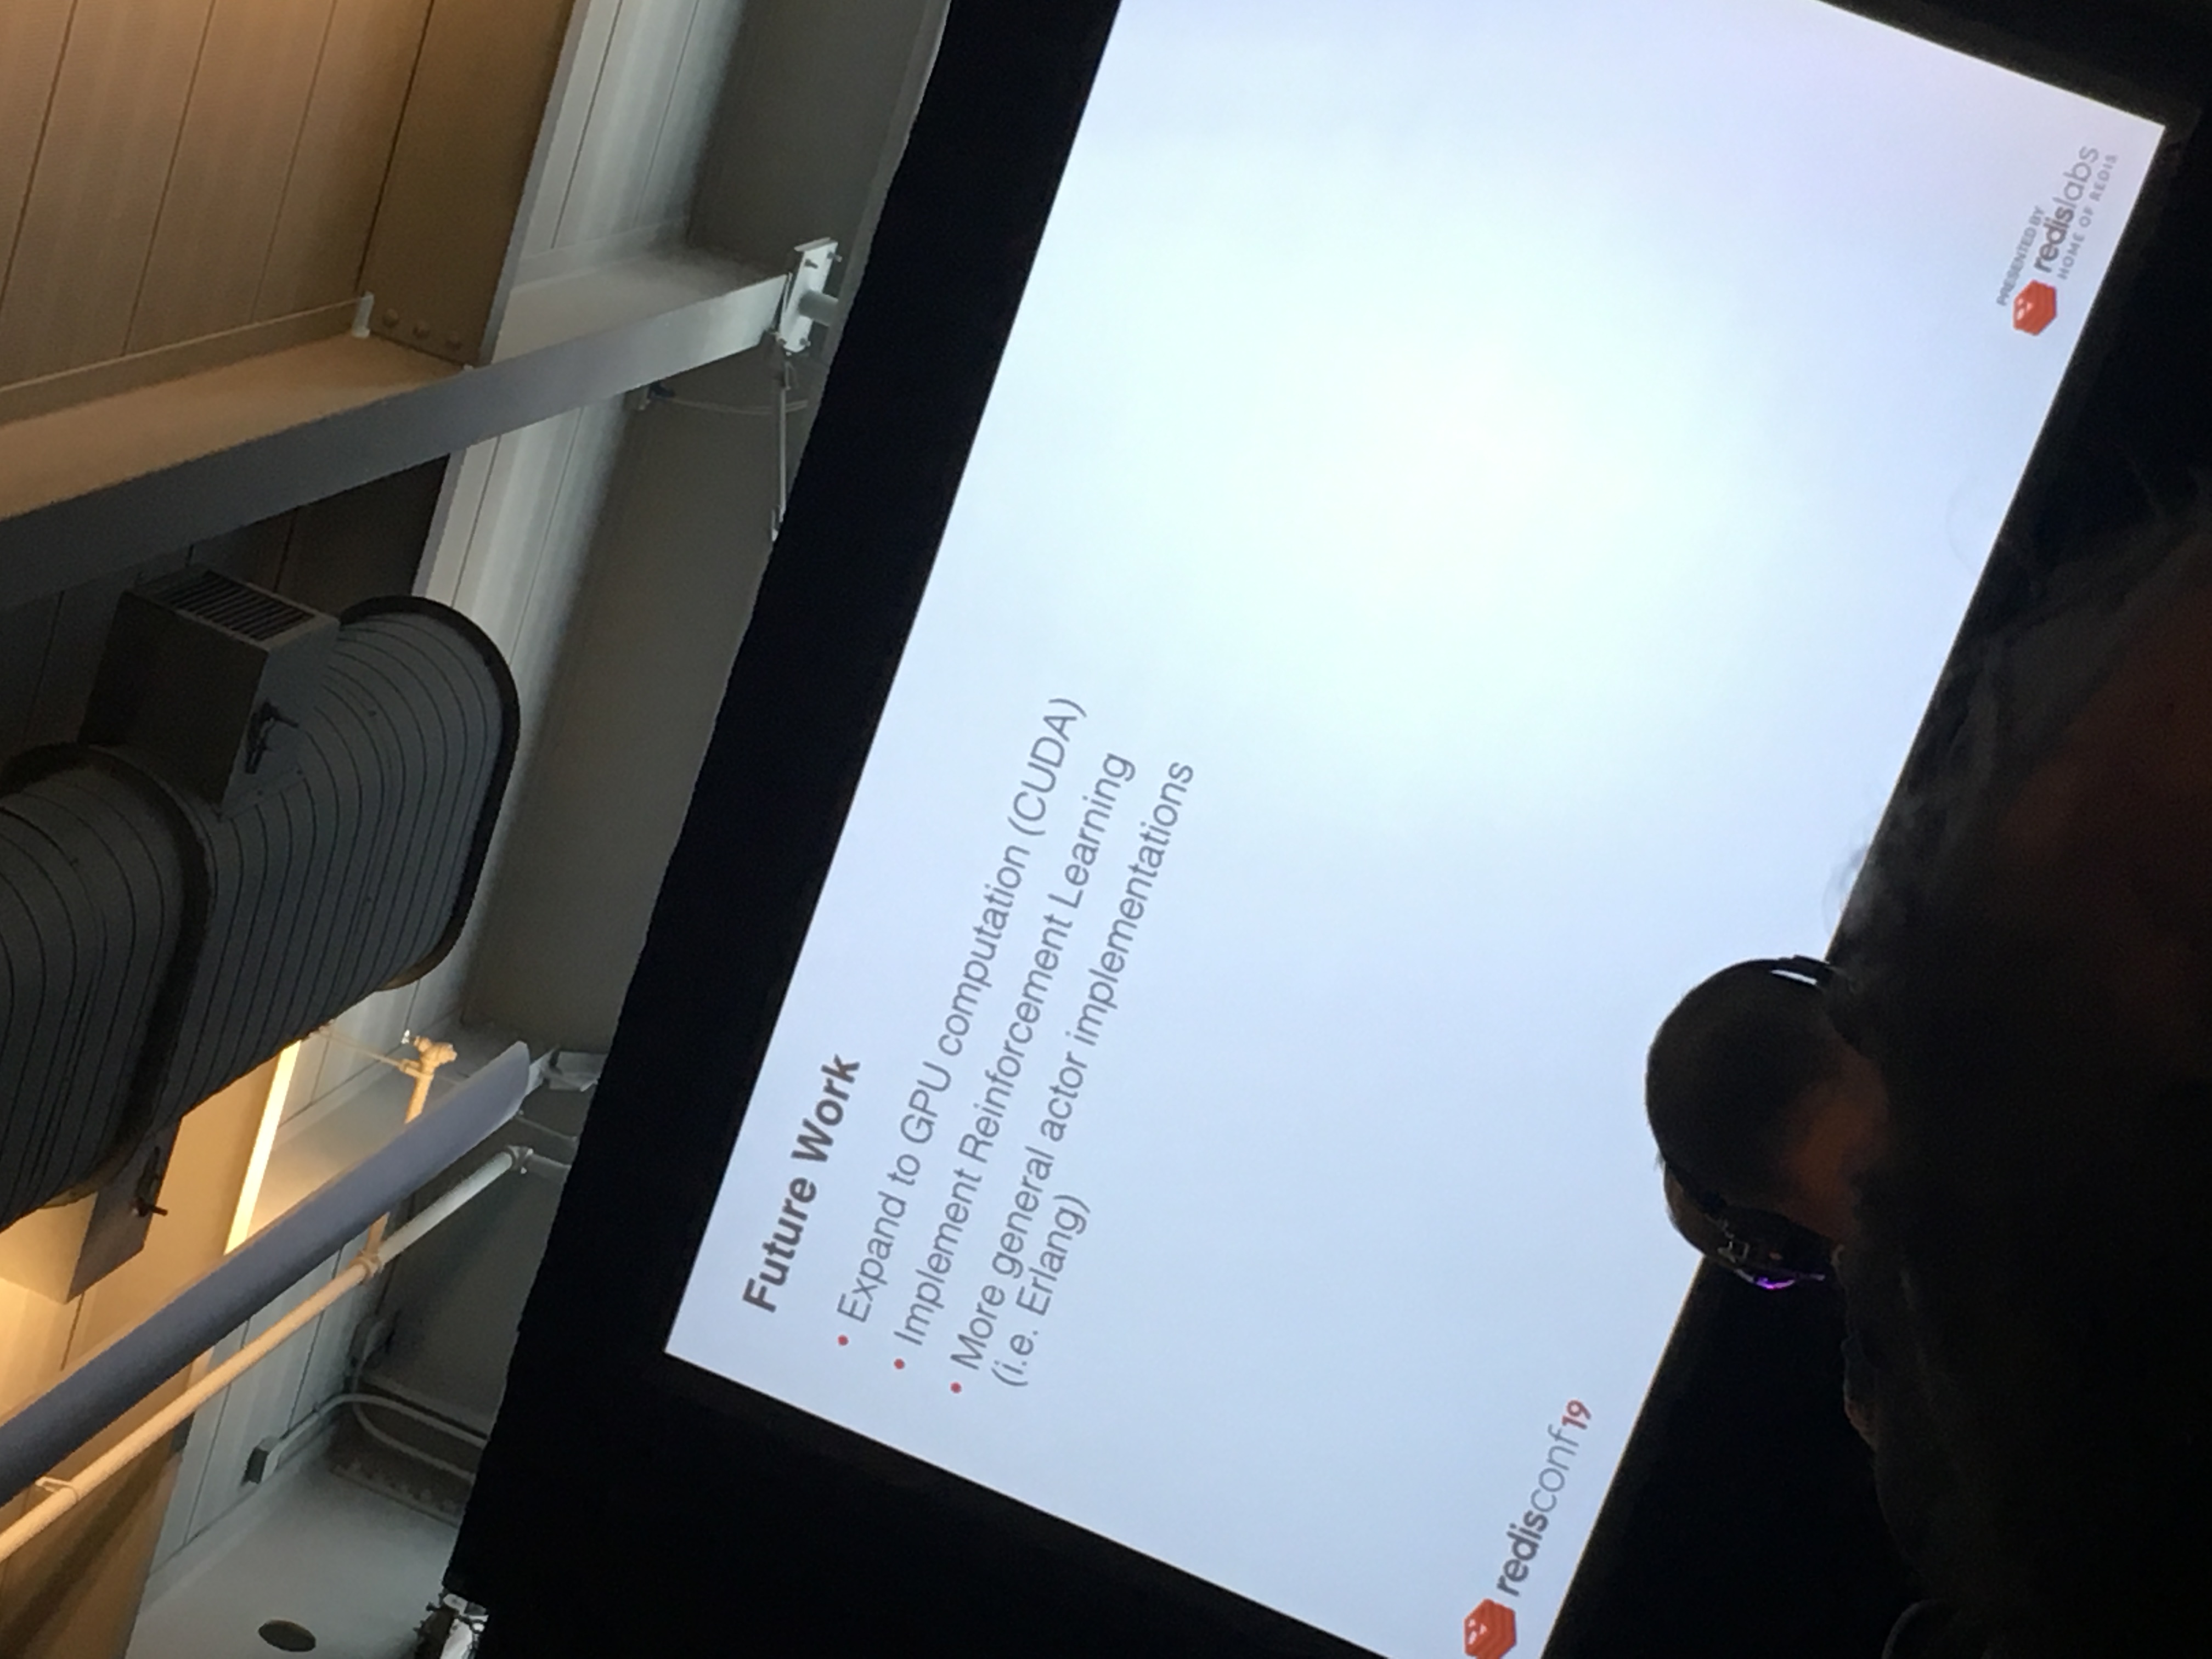 Future Work
• Expand to GPU computation (CUDA)
• Implement Reinforcement Learning
• More general actor implementations
(i.e. Erlang)
redisconf19
PRESENTED BY
redislabs
HOME OF REDIS